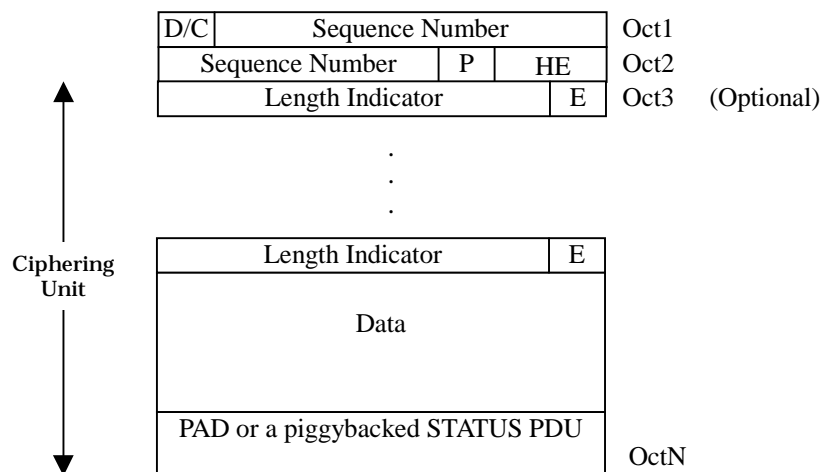 D/C Sequence Number Oct1
Sequence Number P HE Oct2
Length Indicator E Oct3 (Optional)
.
.
.
Length Indicator E
Ciphering
Unit
Data
PAD or a piggybacked STATUS PDU
OctN